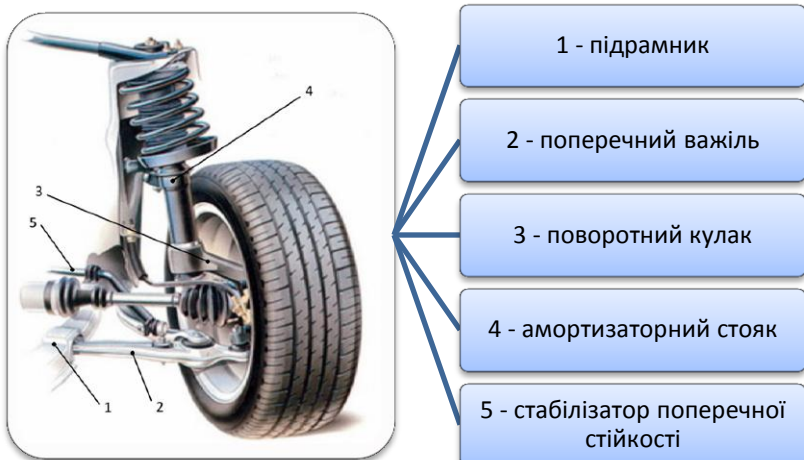 4
3
5
1
2
1 - підрамник
2 - поперечний важіль
3 - поворотний кулак
4 - амортизаторний стояк
5 - стабілізатор поперечної
стійкості